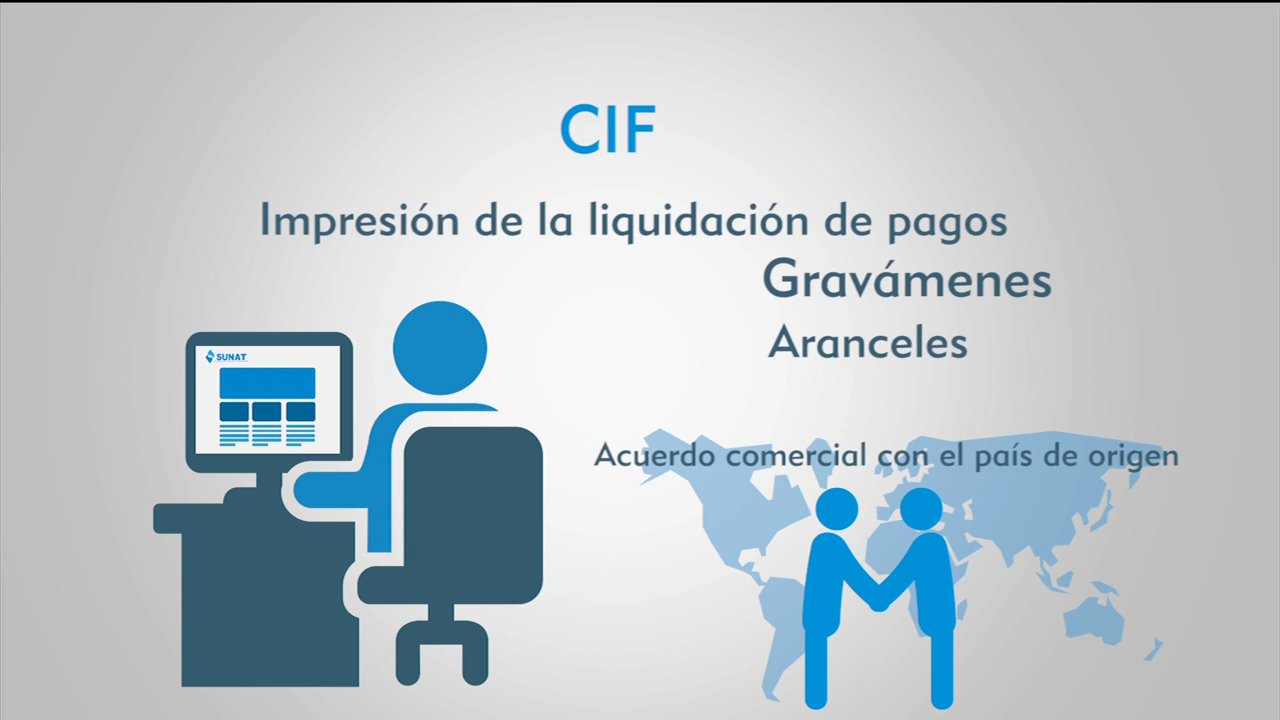 CIF
Impresión de la liquidación de pagos
Gravámenes
Aranceles
SUNAT
Acuerdo comercial con el país de origen